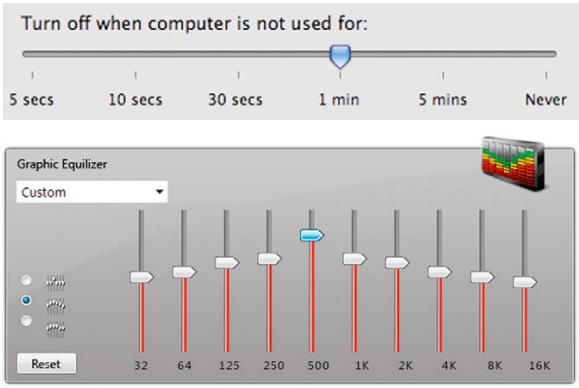 Turn off when computer is not used for:
5 secs 10 secs 30 secs 1 min 5 mins Never
Graphic Equilizer
Custom
Reset 32 64 125 250 500 1K 2K 4K 8K 16K